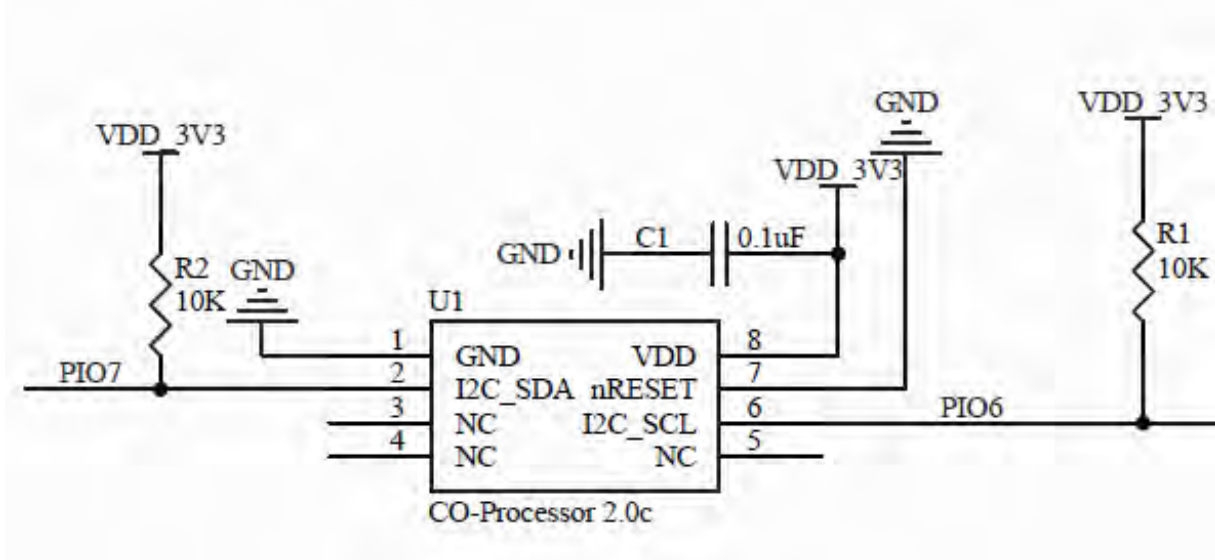 GND
VDD_3V3
VDD_3V3
VDD_3V3
R1
10K
GND
C1
0.1uF
R2
10K
GND
U1
1
GND
VDD
8
PIO7
2
I2C_SDA
nRESET
7
3
NC
I2C_SCL
6
PIO6
4
NC
NC
5
CO-Processor 2.0c